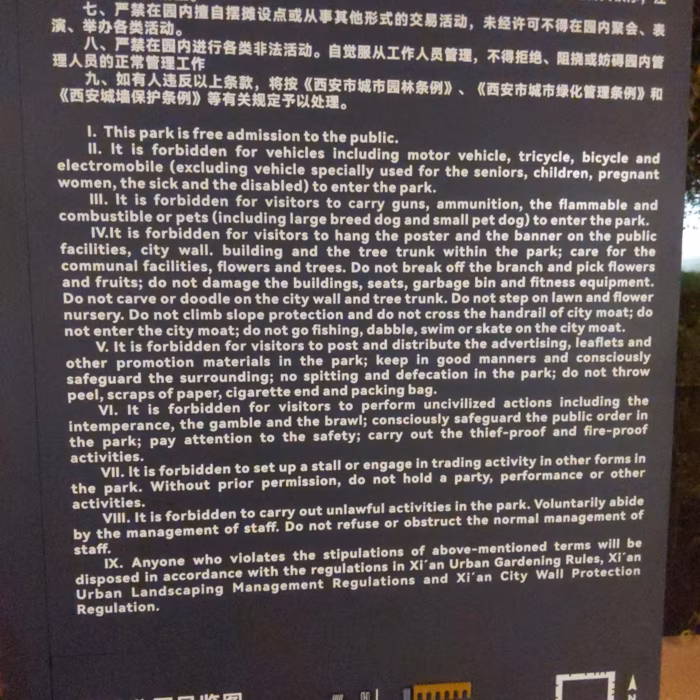 七、严禁在园内擅自摆摊设点或从事其他形式的交易活动，未经许可不得在园内聚会、表
演、举办各类活动。
八、严禁在园内进行各类非法活动。自觉服从工作人员管理，不得拒绝、阻挠或妨碍园内管
理人员的正常管理工作
九、如有人违反以上条款，将按《西安市城市园林条例》、《西安市城市绿化管理条例》和
《西安城墙保护条例》等有关规定予以处理。
I. This park is free admission to the public.
II. It is forbidden for vehicles including motor vehicle, tricycle, bicycle and
electromobile (excluding vehicle specially used for the seniors, children, pregnant
women, the sick and the disabled) to enter the park.
III. It is forbidden for visitors to carry guns, ammunition, the flammable and
combustible or pets (including large breed dog and small pet dog) to enter the park.
IV.It is forbidden for visitors to hang the poster and the banner on the public
facilities, city wall. building and the tree trunk within the park; care for the
communal facilities, flowers and trees. Do not break off the branch and pick flowers
and fruits; do not damage the buildings, seats, garbage bin and fitness equipment.
Do not carve or doodle on the city wall and tree trunk. Do not step on lawn and flower
nursery. Do not climb slope protection and do not cross the handrail of city moat; do
not enter the city moat; do not go fishing, dabble, swim or skate on the city moat.
V. It is forbidden for visitors to post and distribute the advertising, leaflets and
other promotion materials in the park; keep in good manners and consciously
safeguard the surrounding; no spitting and defecation in the park; do not throw
peel, scraps of paper, cigarette end and packing bag.
VI. It is forbidden for visitors to perform uncivilized actions including the
intemperance, the gamble and the brawl; consciously safeguard the public order in
the park; pay attention to the safety; carry out the thief-proof and fire-proof
activities.
VII. It is forbidden to set up a stall or engage in trading activity in other forms in
the park. Without prior permission, do not hold a party, performance or other
activities.
VIII. It is forbidden to carry out unlawful activities in the park. Voluntarily abide
by the management of staff. Do not refuse or obstruct the normal management of
staff.
IX. Anyone who violates the stipulations of above-mentioned terms will be
disposed in accordance with the regulations in Xi'an Urban Gardening Rules, Xi'an
Urban Landscaping Management Regulations and Xi'an City Wall Protection
Regulation.